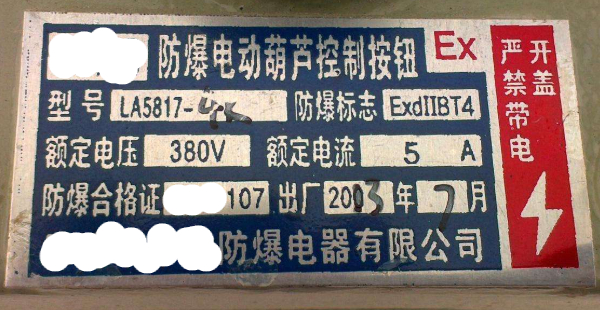 防爆电动葫芦控制按钮 Ex
型号 LA5817- 防爆标志 ExdIIBT4
额定电压 380V 额定电流 5 A
防爆合格证 107 出厂 2003 年 7 月
防爆电器有限公司
严禁带电
开盖